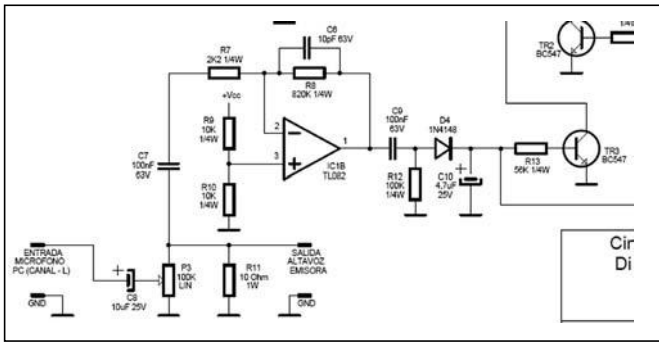 C6
10pF 63V
R7
2K2 1/4W
R8
820K 1/4W
TR2
BC547
+Vcc
R9
10K
1/4W
2
3
1
IC1B
TL082
C9
100nF
63V
D4
1N4148
C7
100nF
63V
R10
10K
1/4W
R12
100K
1/4W
C10
4,7uF
25V
R13
56K 1/4W
TR3
BC547
ENTRADA
MICROFONO
PC (CANAL - L)
GND
C8
10uF 25V
P3
100K
LIN
R11
10 Ohm
1W
SALIDA
ALTAVOZ
EMISORA
GND
Cir
Di